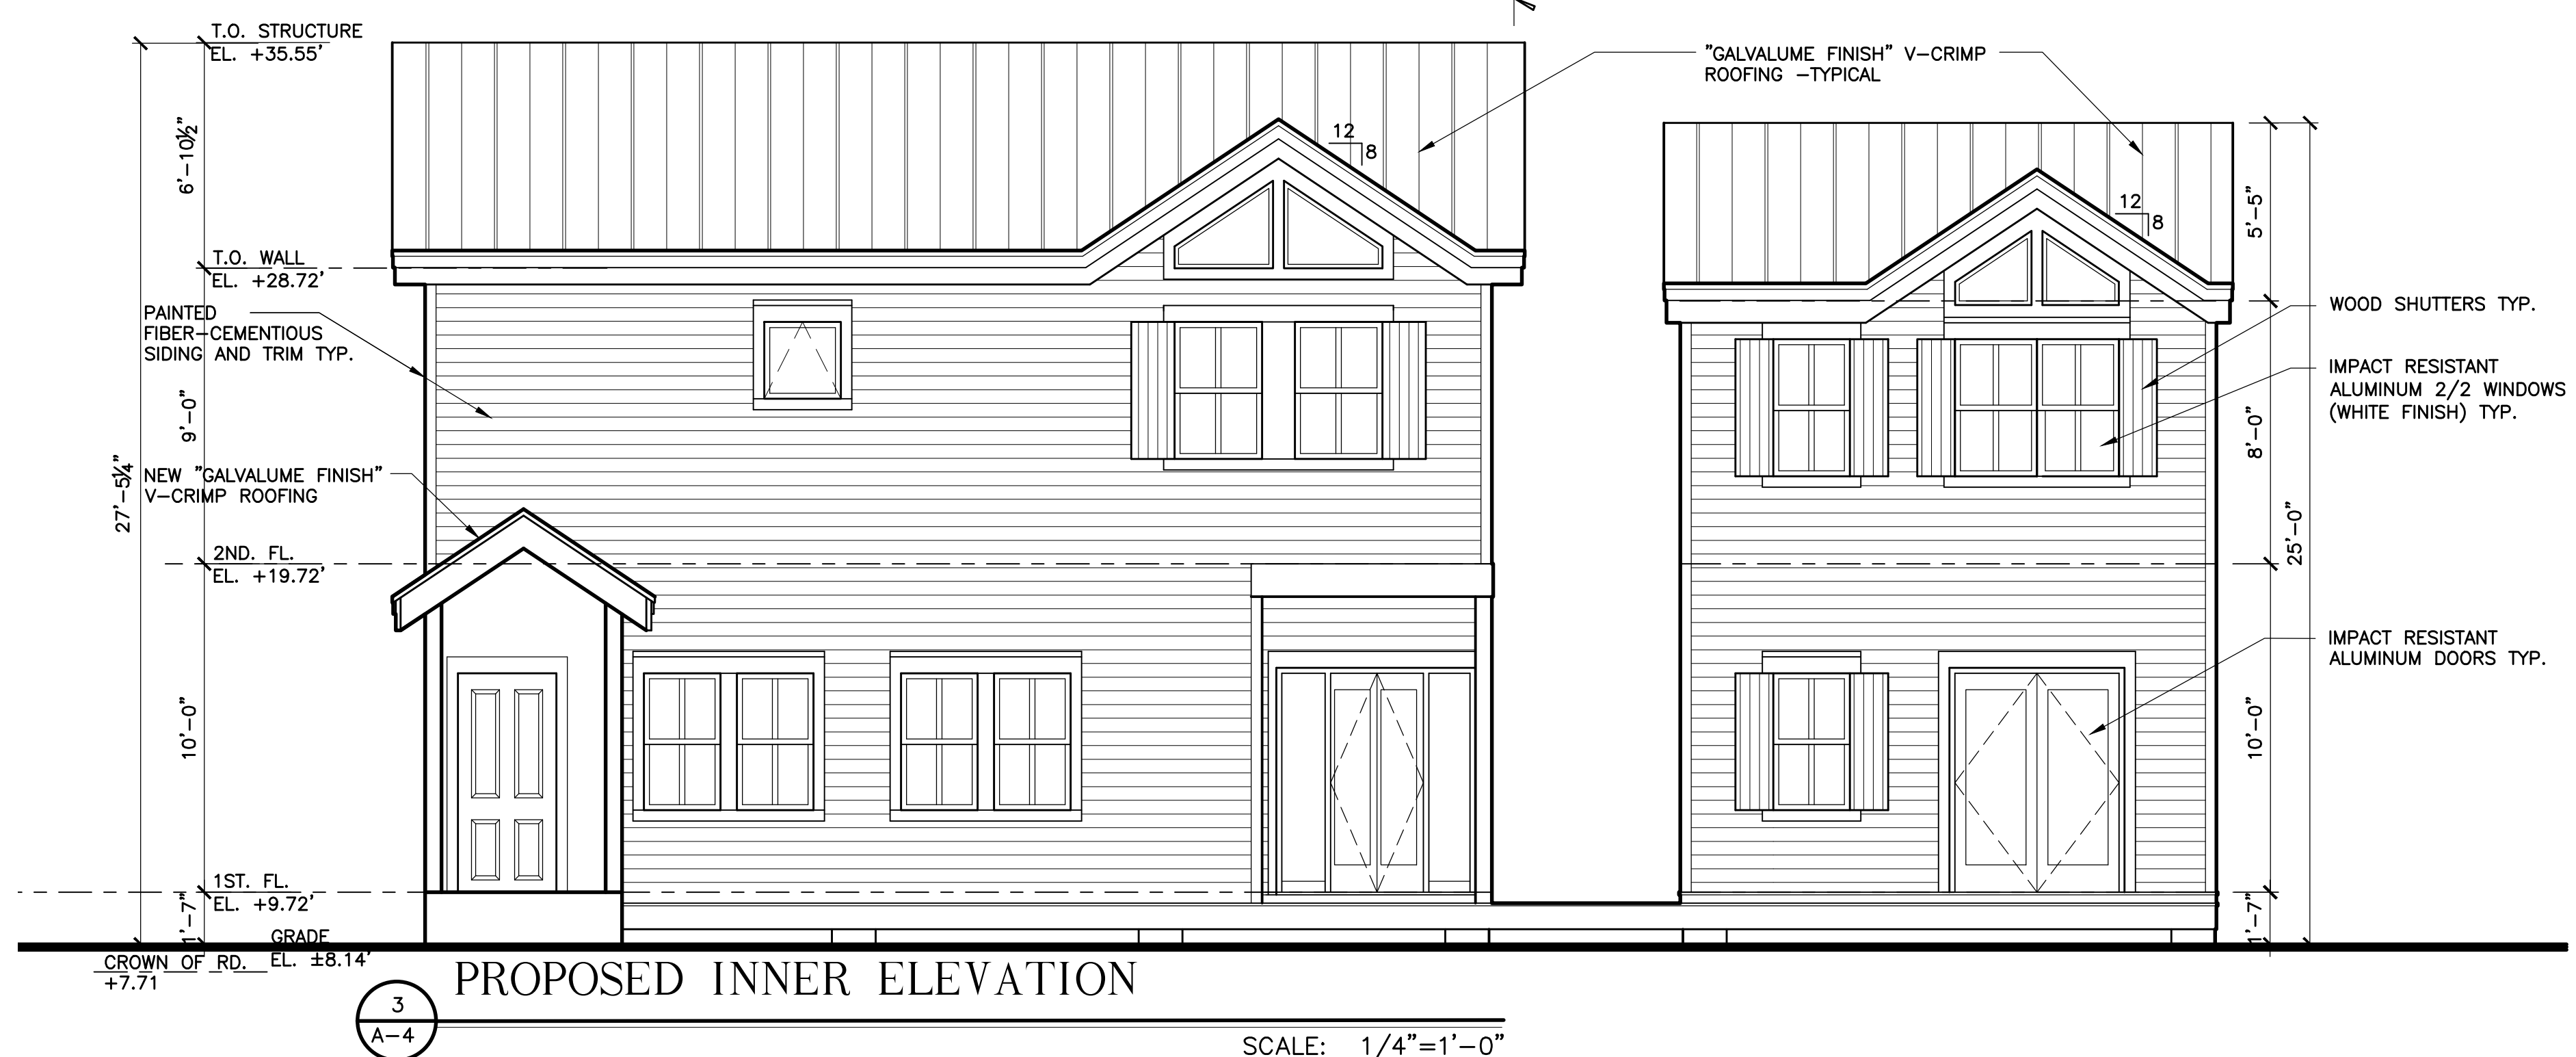 T.O. STRUCTURE
EL. +35.55'
"GALVALUME FINISH" V-CRIMP
ROOFING -TYPICAL
12
8
12
8
6'-10½"
5'-5"
T.O. WALL
EL. +28.72'
PAINTED
FIBER-CEMENTIOUS
SIDING AND TRIM TYP.
WOOD SHUTTERS TYP.
IMPACT RESISTANT
ALUMINUM 2/2 WINDOWS
(WHITE FINISH) TYP.
9'-0"
8'-0"
27'-5¼"
NEW "GALVALUME FINISH"
V-CRIMP ROOFING
25'-0"
2ND. FL.
EL. +19.72'
IMPACT RESISTANT
ALUMINUM DOORS TYP.
10'-0"
10'-0"
1ST. FL.
EL. +9.72'
1'-7"
1'-7"
GRADE
EL. ±8.14'
CROWN OF RD.
+7.71
PROPOSED INNER ELEVATION
3
A-4
SCALE: 1/4"=1'-0"